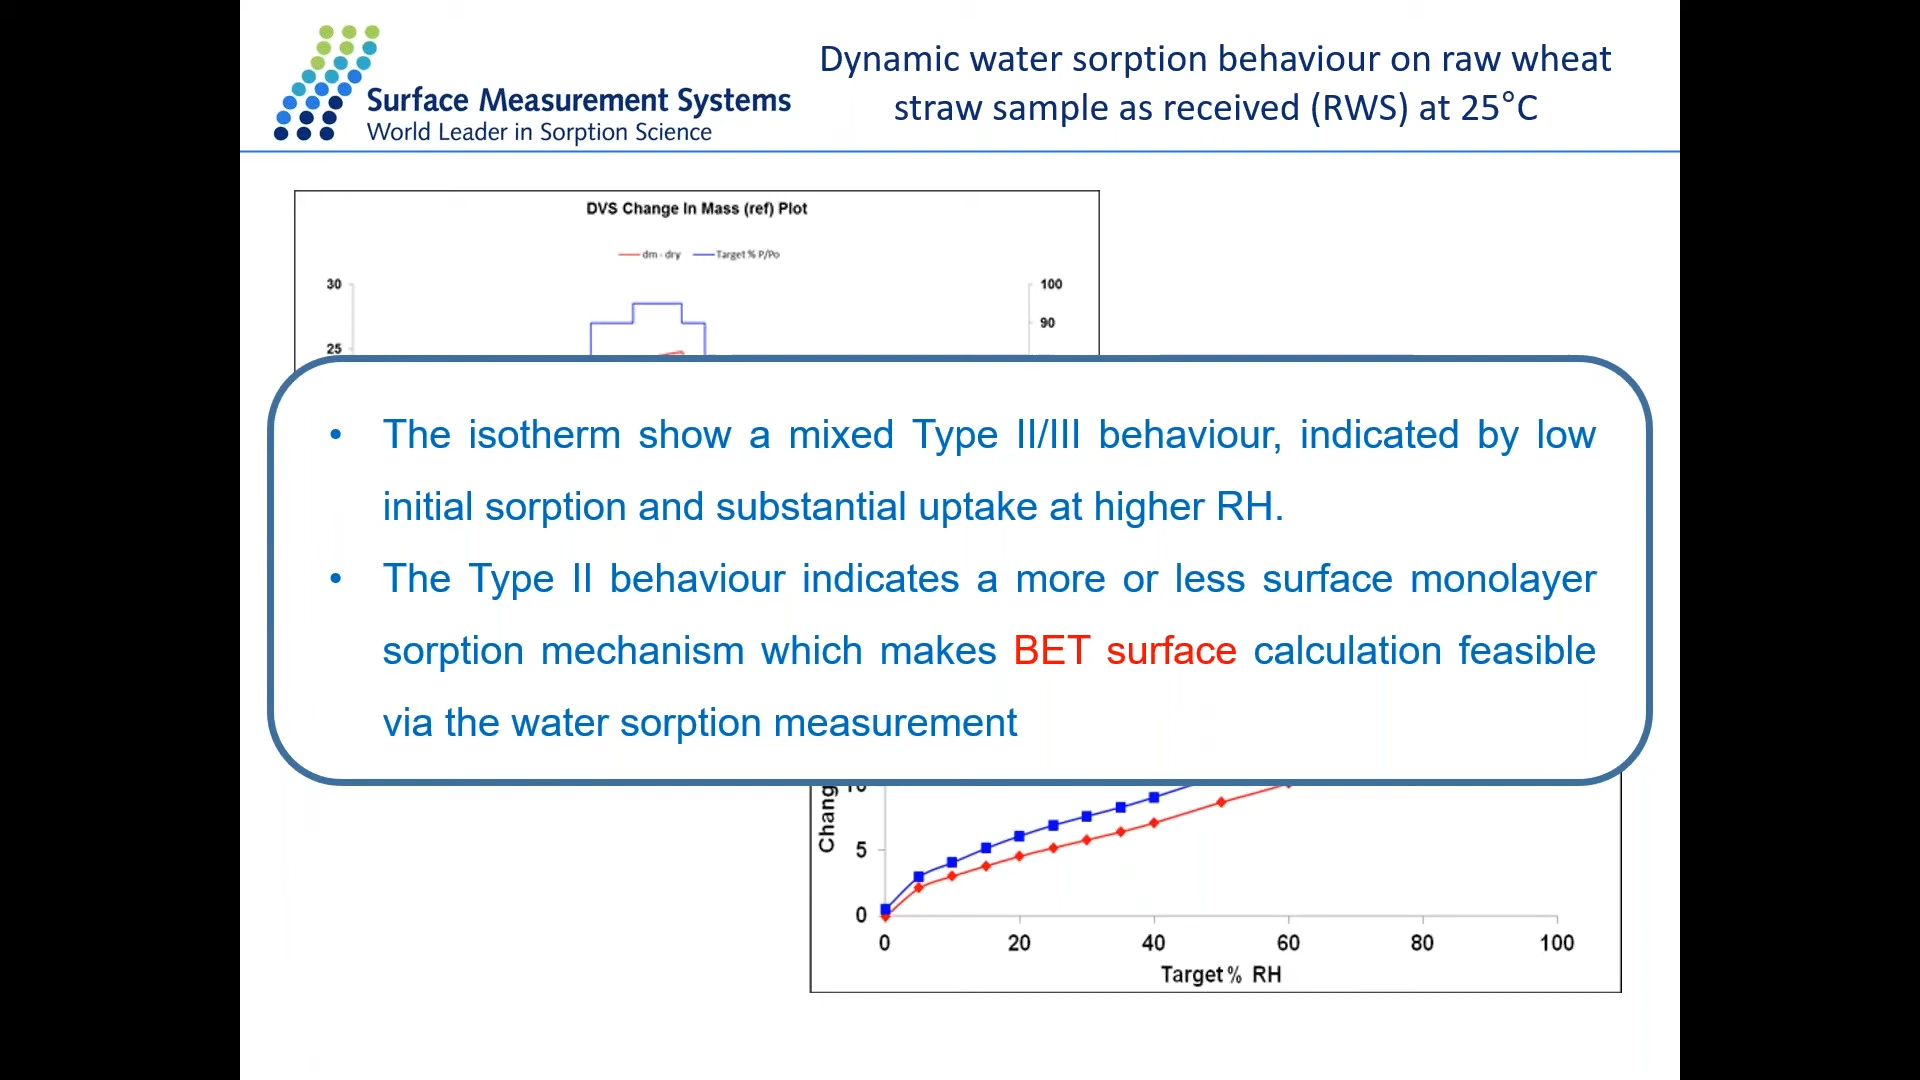 Surface Measurement Systems
World Leader in Sorption Science
Dynamic water sorption behaviour on raw wheat
straw sample as received (RWS) at 25°C
DVS Change In Mass (ref) Plot
dm - dry Target % P/Po
30 100
90
25
• The isotherm show a mixed Type II/III behaviour, indicated by low
initial sorption and substantial uptake at higher RH.
• The Type II behaviour indicates a more or less surface monolayer
sorption mechanism which makes BET surface calculation feasible
via the water sorption measurement
5
0
0 20 40 60 80 100
Target % RH